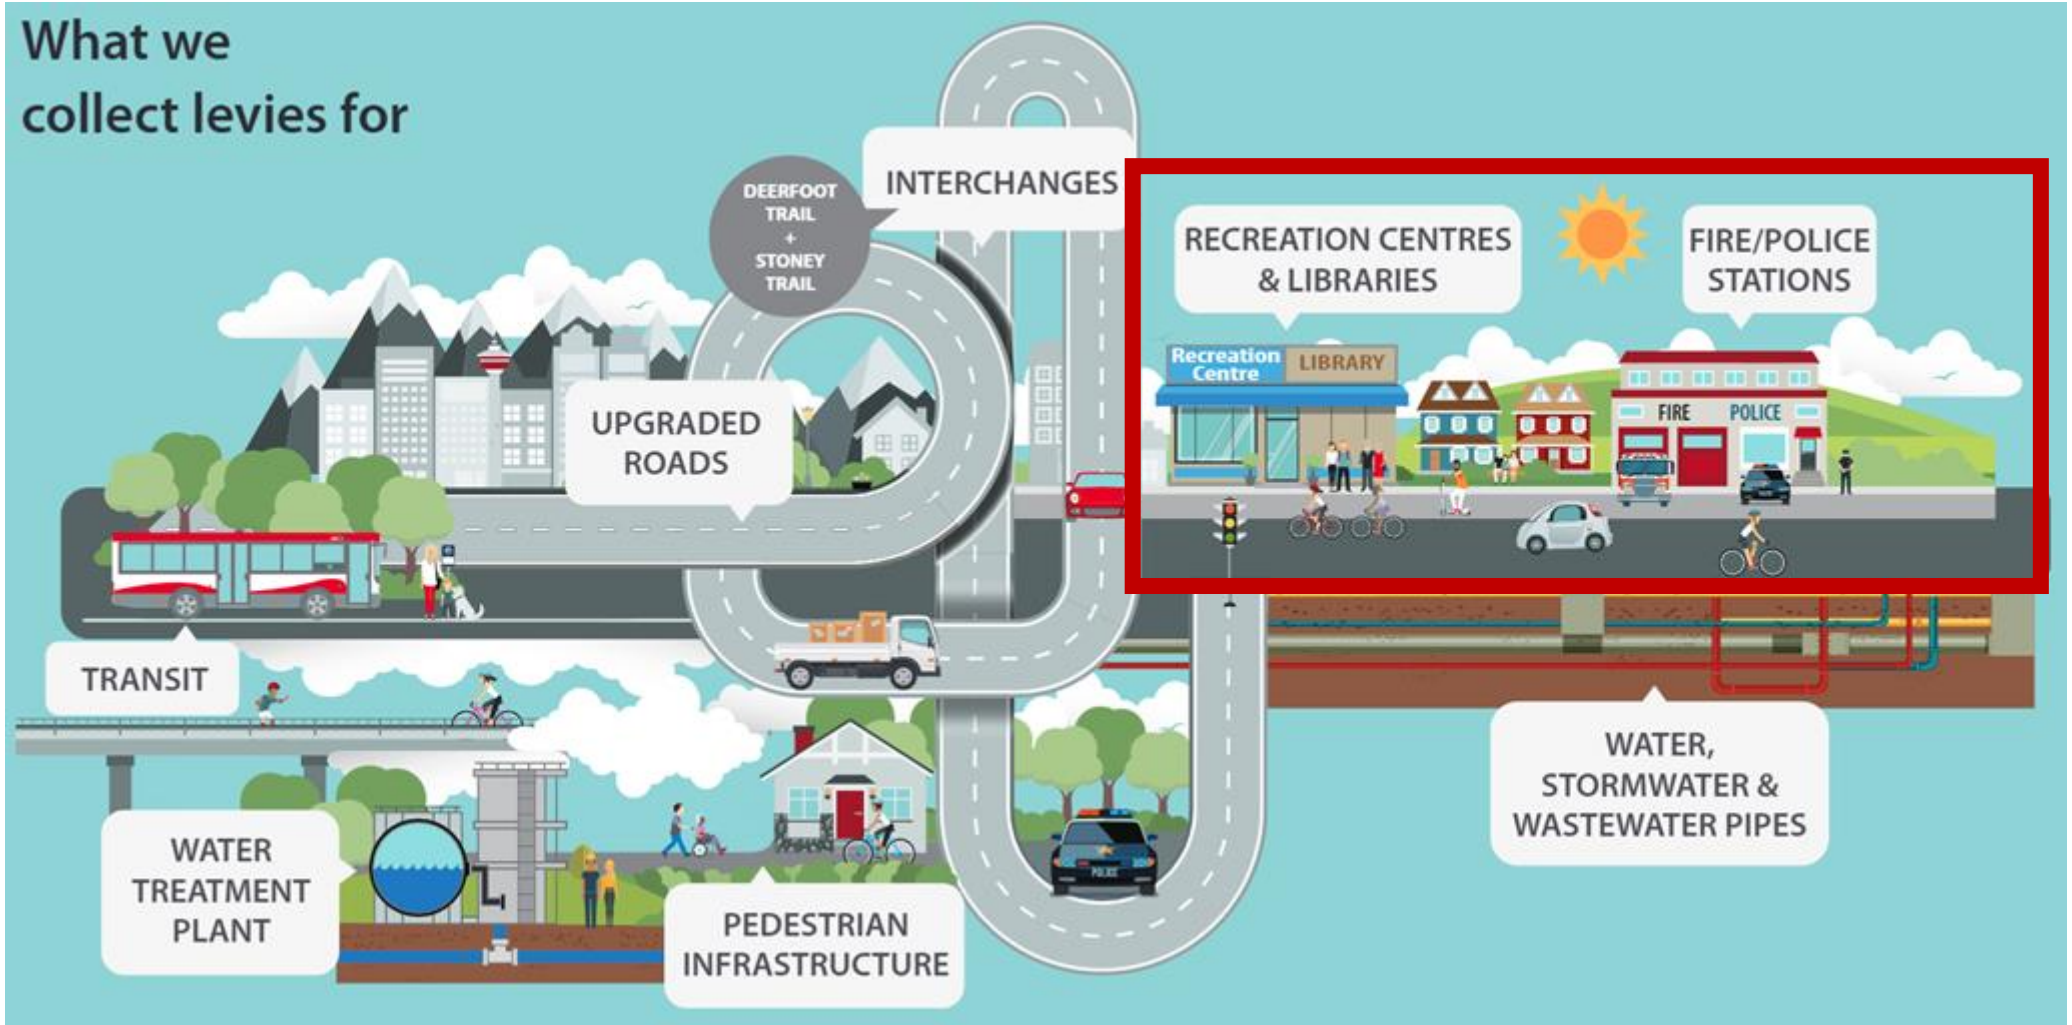 What we
collect levies for
DEERFOOT
TRAIL
+
STONEY
TRAIL
INTERCHANGES
RECREATION CENTRES
& LIBRARIES
FIRE/POLICE
STATIONS
Recreation
Centre
LIBRARY
FIRE
POLICE
UPGRADED
ROADS
TRANSIT
WATER,
STORMWATER &
WASTEWATER PIPES
WATER
TREATMENT
PLANT
PEDESTRIAN
INFRASTRUCTURE
POLICE